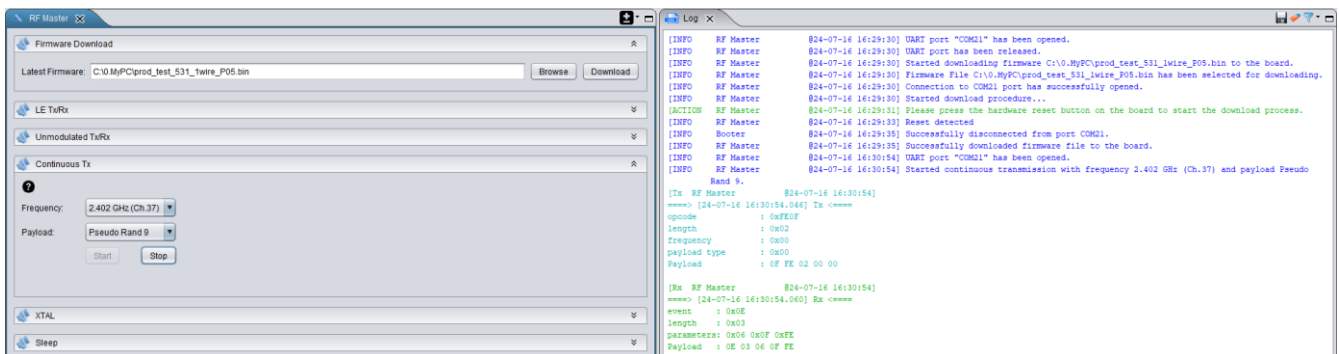 RF Master
Firmware Download
Latest Firmware: C:\0.MyPC\prod_test_531_1wire_P05.bin Browse Download
LE Tx/Rx
Unmodulated Tx/Rx
Continuous Tx
Frequency: 2.402 GHz (Ch.37)
Payload: Pseudo Rand 9
Start Stop
XTAL
Sleep
Log
[INFO RF Master @24-07-16 16:29:30] UART port "COM21" has been opened.
[INFO RF Master @24-07-16 16:29:30] UART port has been released.
[INFO RF Master @24-07-16 16:29:30] Started downloading firmware C:\0.MyPC\prod_test_531_1wire_P05.bin to the board.
[INFO RF Master @24-07-16 16:29:30] Firmware File C:\0.MyPC\prod_test_531_1wire_P05.bin has been selected for downloading.
[INFO RF Master @24-07-16 16:29:30] Connection to COM21 port has successfully opened.
[INFO RF Master @24-07-16 16:29:30] Started download procedure...
[ACTION RF Master @24-07-16 16:29:31] Please press the hardware reset button on the board to start the download process.
[INFO RF Master @24-07-16 16:29:33] Reset detected
[INFO Booter @24-07-16 16:29:35] Successfully disconnected from port COM21.
[INFO RF Master @24-07-16 16:29:35] Successfully downloaded firmware file to the board.
[INFO RF Master @24-07-16 16:30:54] UART port "COM21" has been opened.
[INFO RF Master @24-07-16 16:30:54] Started continuous transmission with frequency 2.402 GHz (Ch.37) and payload Pseudo
Rand 9.
[Tx RF Master @24-07-16 16:30:54]
====> [24-07-16 16:30:54.046] Tx <====
opcode : 0xFE0F
length : 0x02
frequency : 0x00
payload type : 0x00
Payload : 0F FE 02 00 00
[Rx RF Master @24-07-16 16:30:54]
====> [24-07-16 16:30:54.060] Rx <====
event : 0x0E
length : 0x03
parameters: 0x06 0x0F 0xFE
Payload : 0E 03 06 0F FE